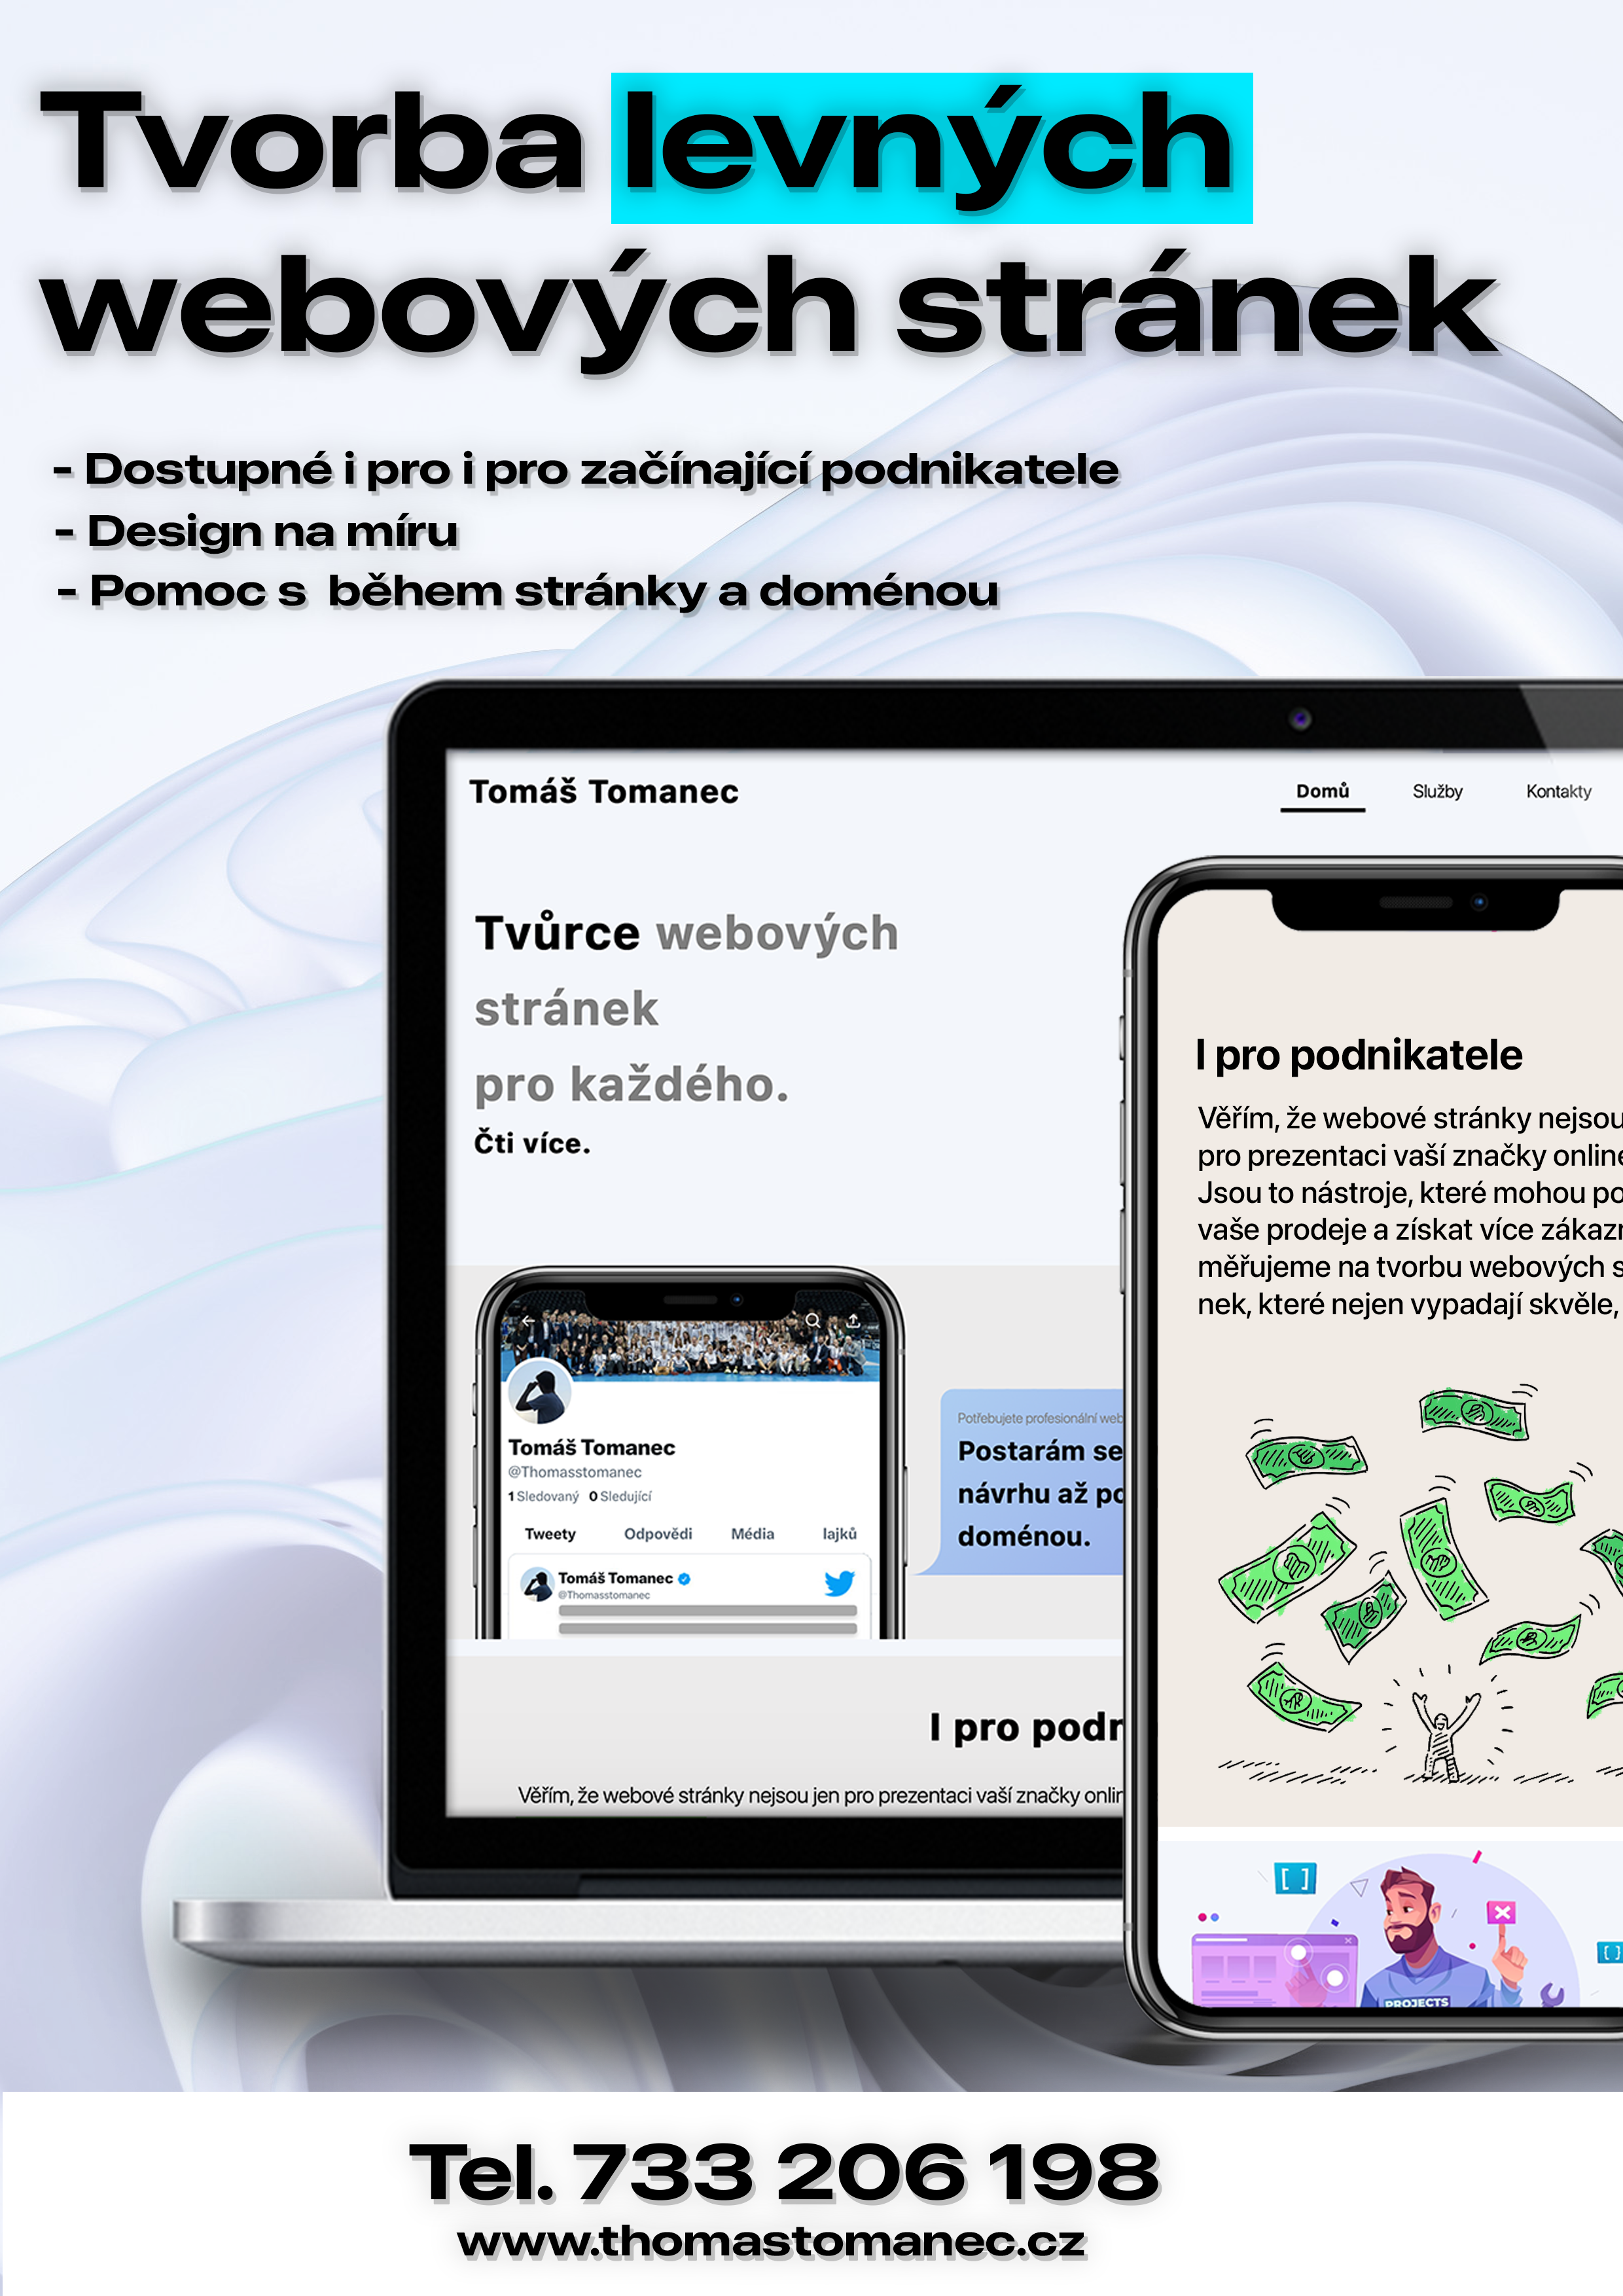 Tvorba levných
webových stránek
- Dostupné i pro i pro začínající podnikatele
- Design na míru
- Pomoc s  během stránky a doménou
Tomáš Tomanec
Domů
Služby
Kontakty
Tvůrce webových
stránek
pro každého.
Čti více.
Tomáš Tomanec
@Thomasstomanec
1 Sledovaný 0 Sledující
Tweety
Odpovědi
Média
lajků
Tomáš Tomanec
@Thomasstomanec
Potřebujete profesionální web
Postarám se
návrhu až po
doménou.
I pro podn
Věřím, že webové stránky nejsou jen pro prezentaci vaší značky onlin
I pro podnikatele
Věřím, že webové stránky nejsou
pro prezentaci vaší značky online
Jsou to nástroje, které mohou po
vaše prodeje a získat více zákazn
měřujeme na tvorbu webových s
nek, které nejen vypadají skvěle,
[ ]
[ ]
PROJECTS
Tel. 733 206 198
www.thomastomanec.cz